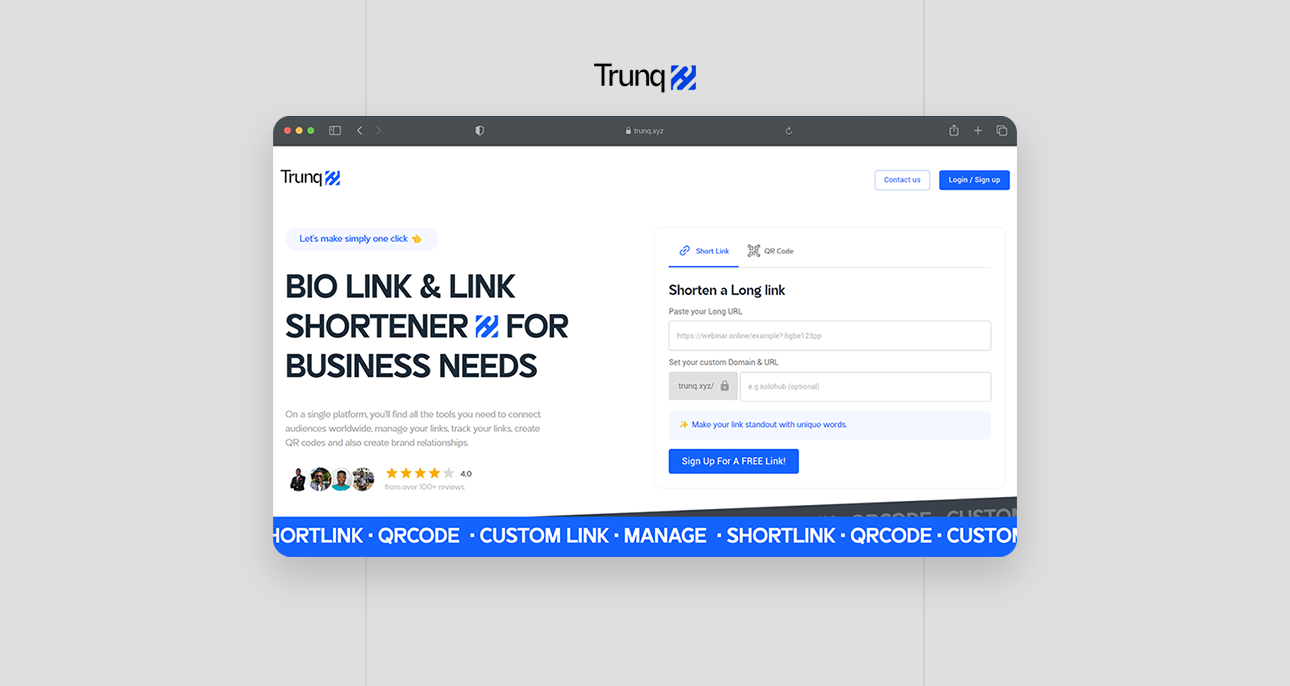 Trunq
trunq.xyz
Trunq
Contact us
Login / Sign up
Let's make simply one click 👈
BIO LINK & LINK
SHORTENER FOR
BUSINESS NEEDS
On a single platform, you'll find all the tools you need to connect
audiences worldwide, manage your links, track your links, create
QR codes and also create brand relationships.
4.0
from over 100+ reviews
Short Link
QR Code
Shorten a Long link
Paste your Long URL
https://webinar.online/example?.hgbe123pp
Set your custom Domain & URL
trunq.xyz/
e.g kolohub (optional)
✨ Make your link standout with unique words.
Sign Up For A FREE Link!
QRCODE · CUSTOM
HORTLINK · QRCODE · CUSTOM LINK · MANAGE · SHORTLINK · QRCODE · CUSTOM